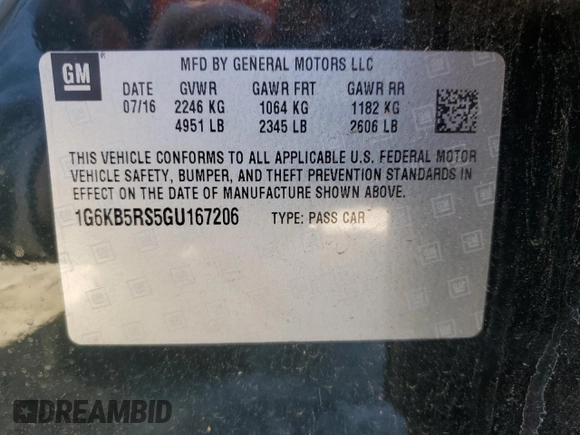 GM
MFD BY GENERAL MOTORS LLC
DATE GVWR GAWR FRT GAWR RR
07/16 2246 KG 1064 KG 1182 KG
4951 LB 2345 LB 2606 LB
THIS VEHICLE CONFORMS TO ALL APPLICABLE U.S. FEDERAL MOTOR
VEHICLE SAFETY, BUMPER, AND THEFT PREVENTION STANDARDS IN
EFFECT ON THE DATE OF MANUFACTURE SHOWN ABOVE.
1G6KB5RS5GU167206 TYPE: PASS CAR
DREAMBID